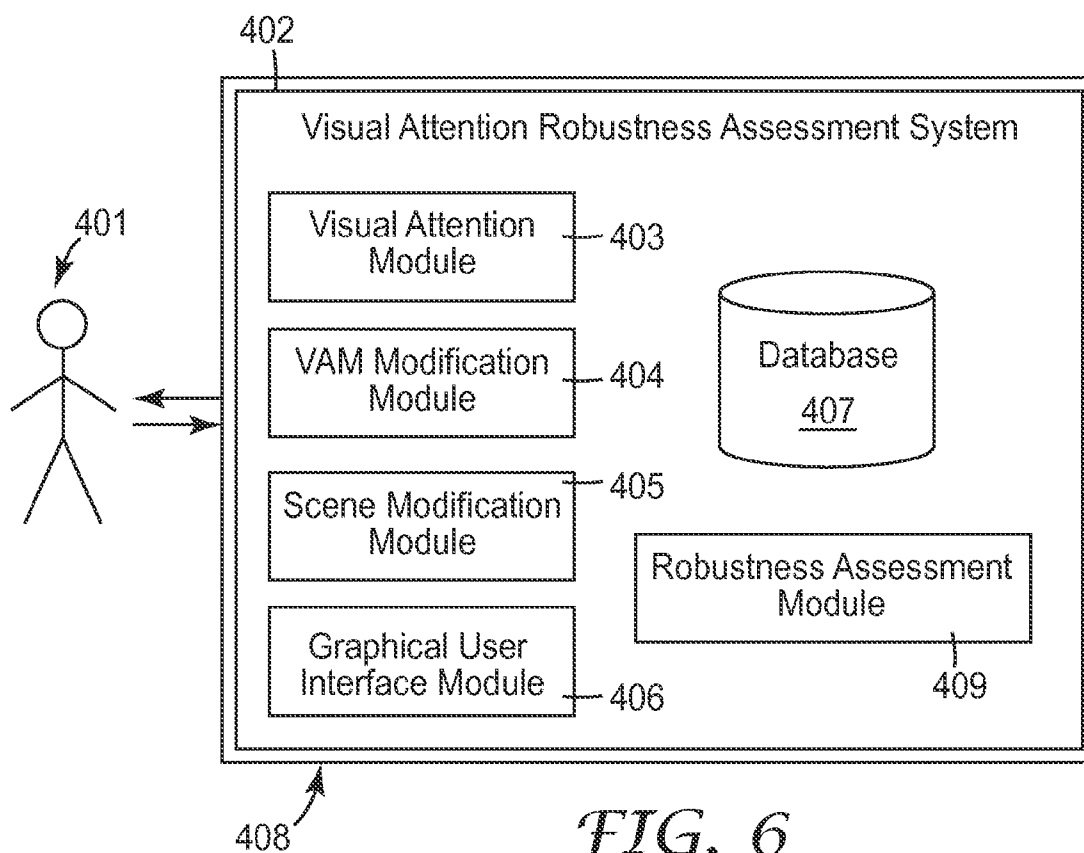 402
Visual Attention Robustness Assessment System
401
Visual Attention
Module
403
VAM Modification
Module
404
Scene Modification
Module
405
Graphical User
Interface Module
406
Database
407
Robustness Assessment
Module
409
408
FIG. 6